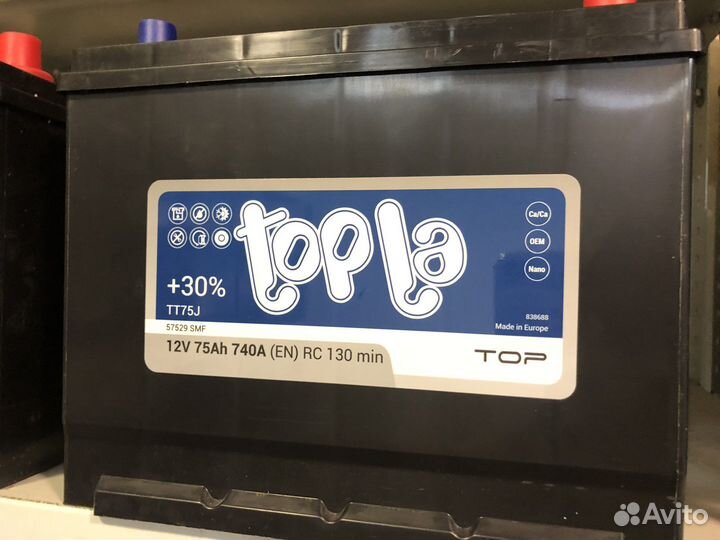 topla
+30%
TT75J
57529 SMF
12V 75Ah 740A (EN) RC 130 min
Ca/Ca
OEM
Nano
838688
Made in Europe
TOP
Avito